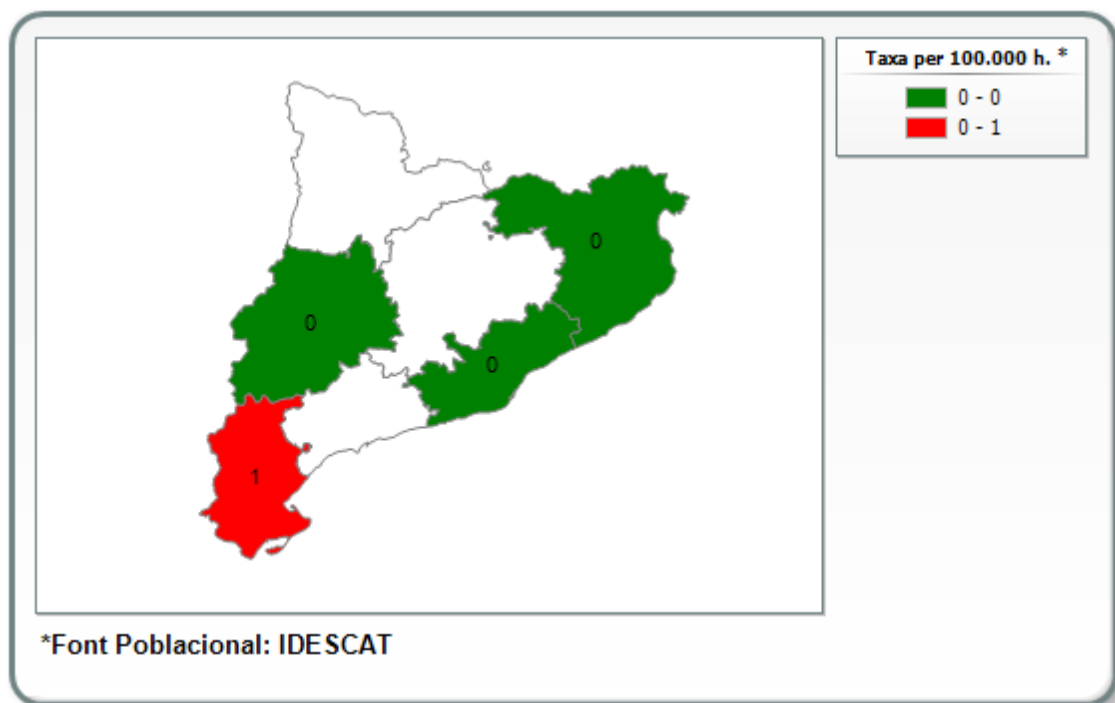 Taxa per 100.000 h. *
0 - 0
0 - 1
0
0
0
1
*Font Poblacional: IDESCAT